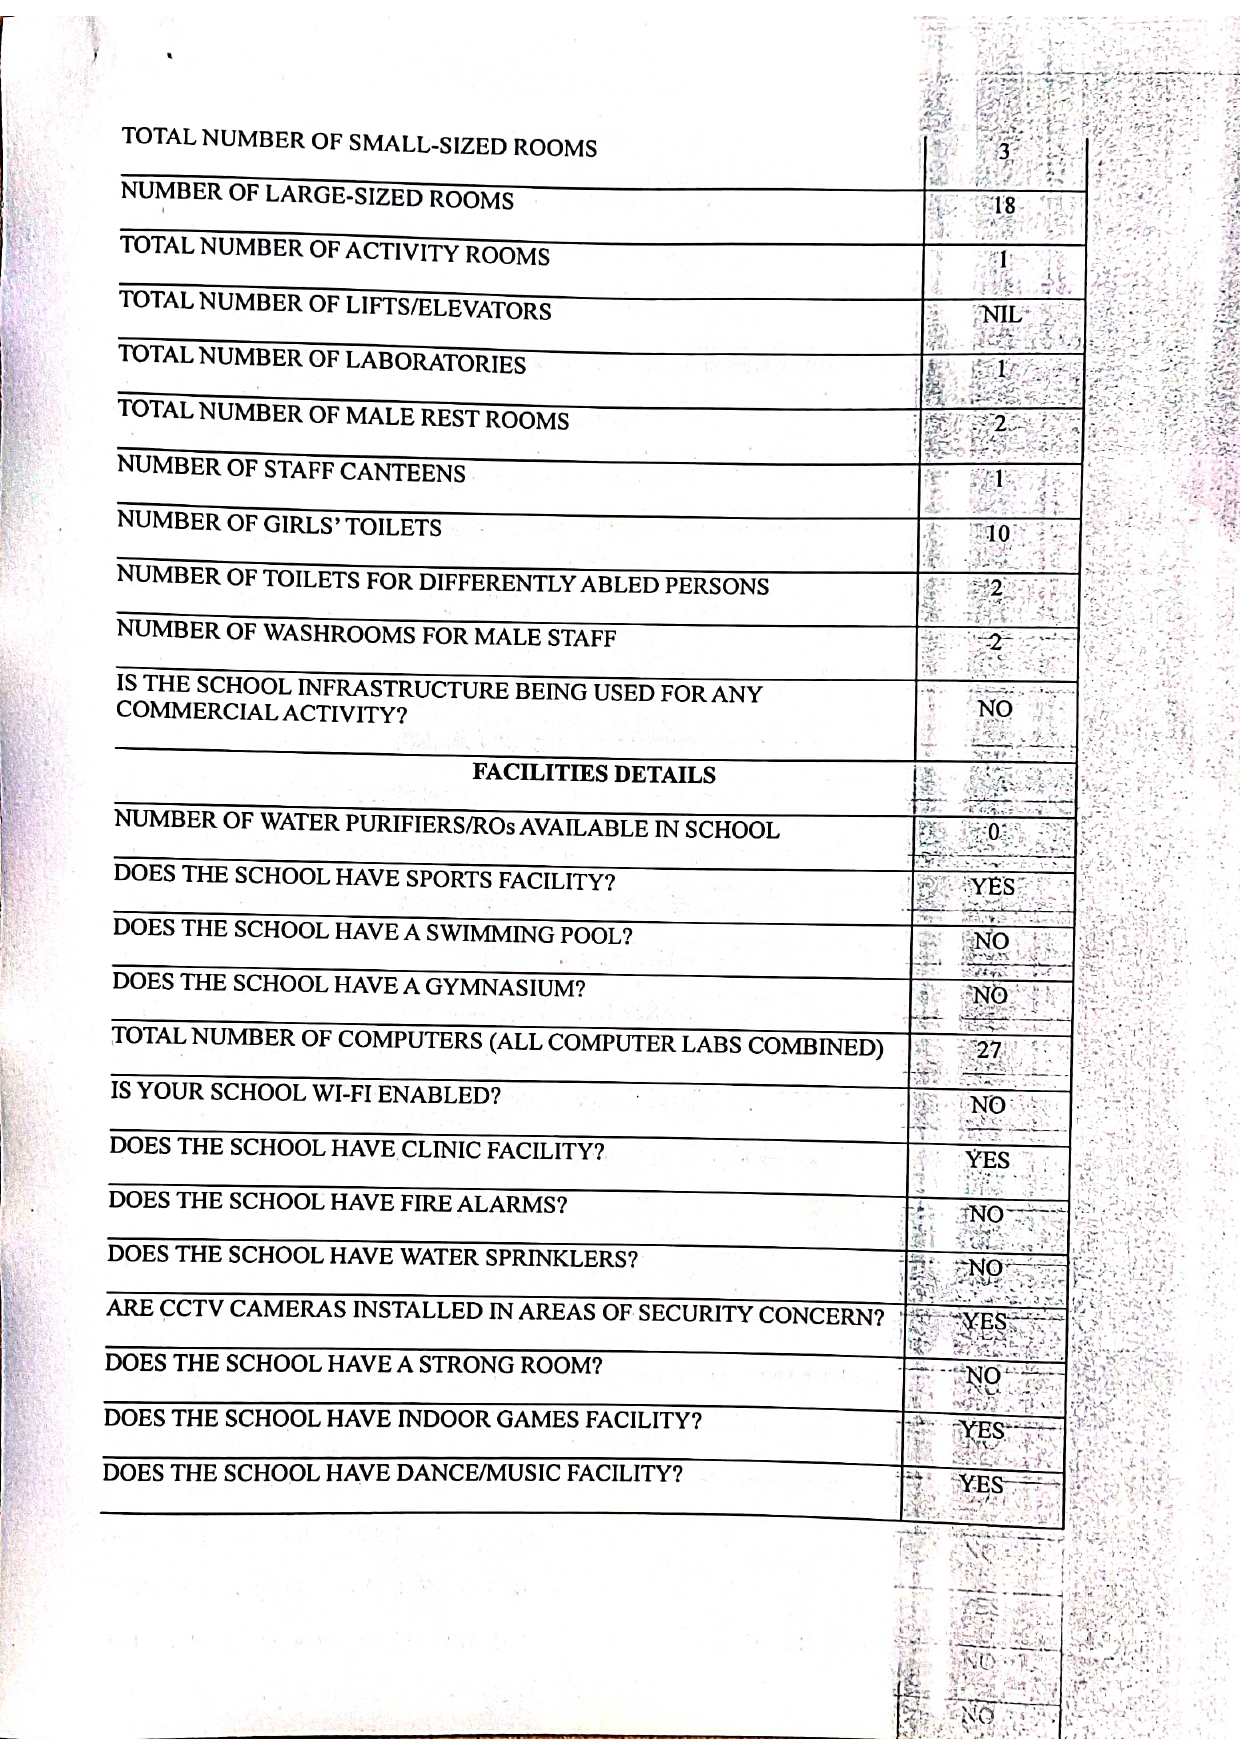 TOTAL NUMBER OF SMALL-SIZED ROOMS 3
NUMBER OF LARGE-SIZED ROOMS 18
TOTAL NUMBER OF ACTIVITY ROOMS 1
TOTAL NUMBER OF LIFTS/ELEVATORS NIL
TOTAL NUMBER OF LABORATORIES 1
TOTAL NUMBER OF MALE REST ROOMS 2
NUMBER OF STAFF CANTEENS 1
NUMBER OF GIRLS' TOILETS 10
NUMBER OF TOILETS FOR DIFFERENTLY ABLED PERSONS 2
NUMBER OF WASHROOMS FOR MALE STAFF 2
IS THE SCHOOL INFRASTRUCTURE BEING USED FOR ANY
COMMERCIAL ACTIVITY? NO
FACILITIES DETAILS
NUMBER OF WATER PURIFIERS/ROs AVAILABLE IN SCHOOL 0
DOES THE SCHOOL HAVE SPORTS FACILITY? YES
DOES THE SCHOOL HAVE A SWIMMING POOL? NO
DOES THE SCHOOL HAVE A GYMNASIUM? NO
TOTAL NUMBER OF COMPUTERS (ALL COMPUTER LABS COMBINED) 27
IS YOUR SCHOOL WI-FI ENABLED? NO
DOES THE SCHOOL HAVE CLINIC FACILITY? YES
DOES THE SCHOOL HAVE FIRE ALARMS? NO
DOES THE SCHOOL HAVE WATER SPRINKLERS? NO
ARE CCTV CAMERAS INSTALLED IN AREAS OF SECURITY CONCERN? YES
DOES THE SCHOOL HAVE A STRONG ROOM? NO
DOES THE SCHOOL HAVE INDOOR GAMES FACILITY? YES
DOES THE SCHOOL HAVE DANCE/MUSIC FACILITY? YES
NO
NO